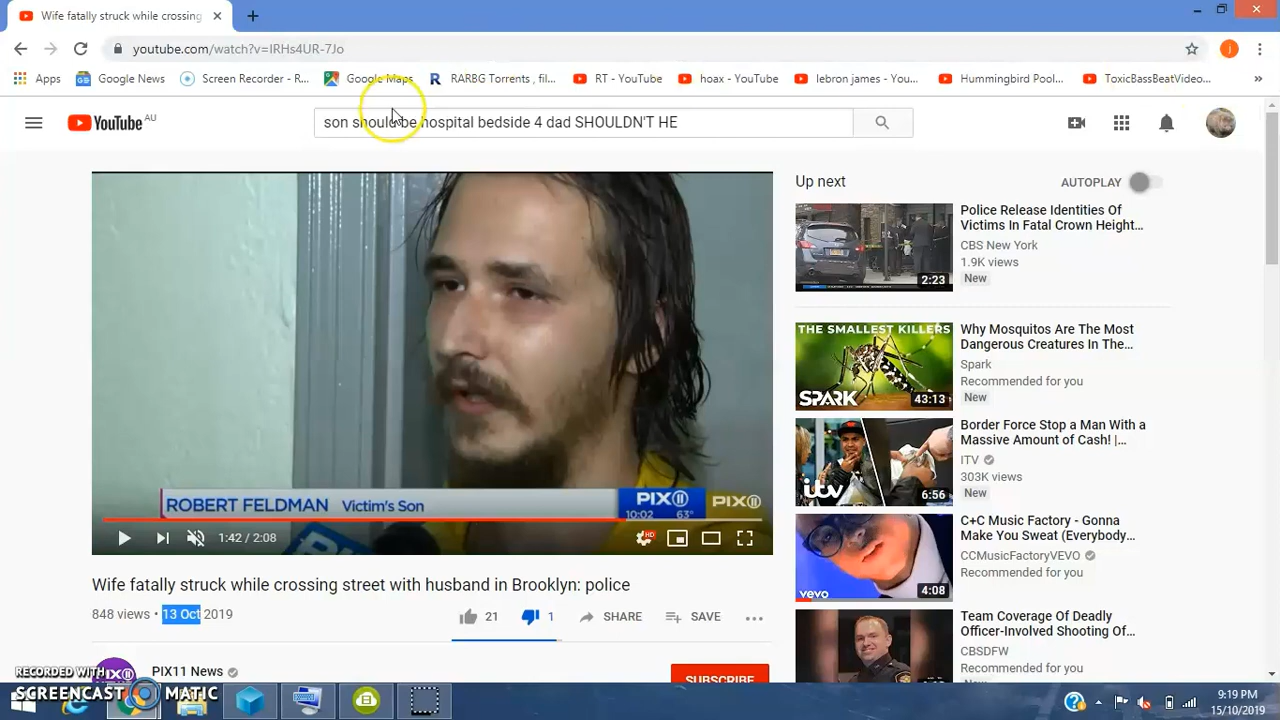 Wife fatally struck while crossing
youtube.com/watch?v=IRHs4UR-7Jo
Apps Google News Screen Recorder - R... Google Maps RARBG Torrents , fil... RT - YouTube hoax - YouTube lebron james - You... Hummingbird Pool... ToxicBassBeatVideo... »
YouTube AU
son should be hospital bedside 4 dad SHOULDN'T HE
ROBERT FELDMAN Victim's Son
PIX11 PIX11
10:02 63°
1:42 / 2:08
HD
Wife fatally struck while crossing street with husband in Brooklyn: police
848 views • 13 Oct 2019
21 1 SHARE SAVE
PIX11 News
SUBSCRIBE
Up next
AUTOPLAY
2:23
Police Release Identities Of
Victims In Fatal Crown Height...
CBS New York
1.9K views
New
THE SMALLEST KILLERS
SPARK
43:13
Why Mosquitos Are The Most
Dangerous Creatures In The...
Spark
Recommended for you
New
itv
6:56
Border Force Stop a Man With a
Massive Amount of Cash! |...
ITV
303K views
New
vevo
4:08
C+C Music Factory - Gonna
Make You Sweat (Everybody...
CCMusicFactoryVEVO
Recommended for you
Team Coverage Of Deadly
Officer-Involved Shooting Of...
CBSDFW
RECORDED WITH
SCREENCAST MATIC
9:19 PM
15/10/2019